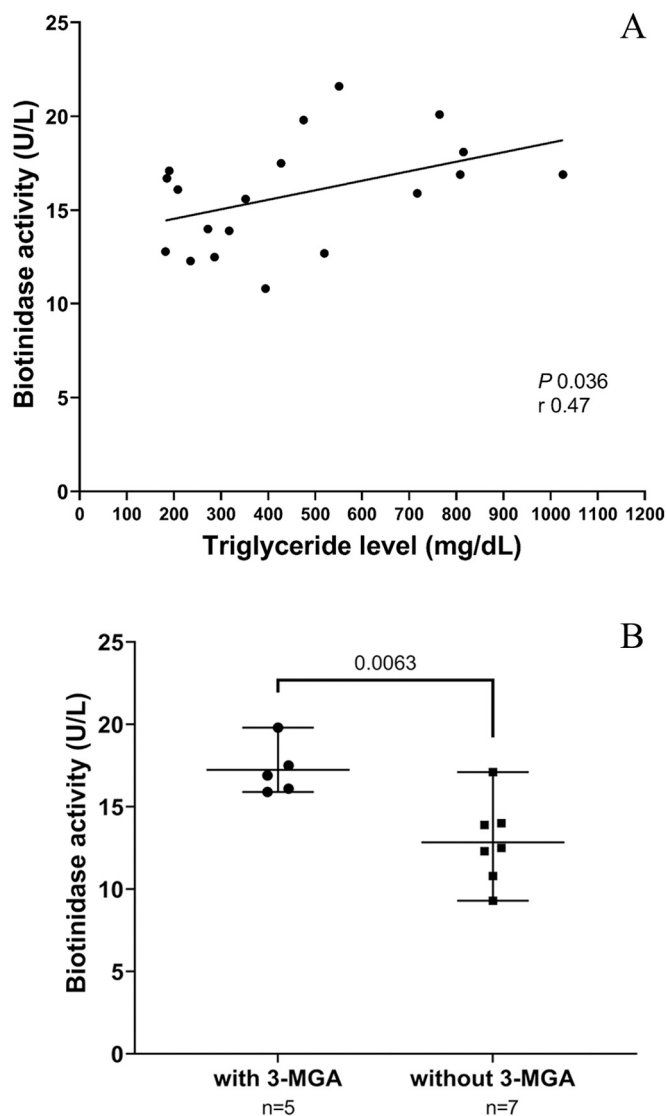 A
25
20
15
10
5
0
Biotinidase activity (U/L)
P 0.036
r 0.47
0 100 200 300 400 500 600 700 800 900 1000 1100 1200
Triglyceride level (mg/dL)
B
25
20
15
10
5
0
Biotinidase activity (U/L)
0.0063
with 3-MGA without 3-MGA
n=5 n=7